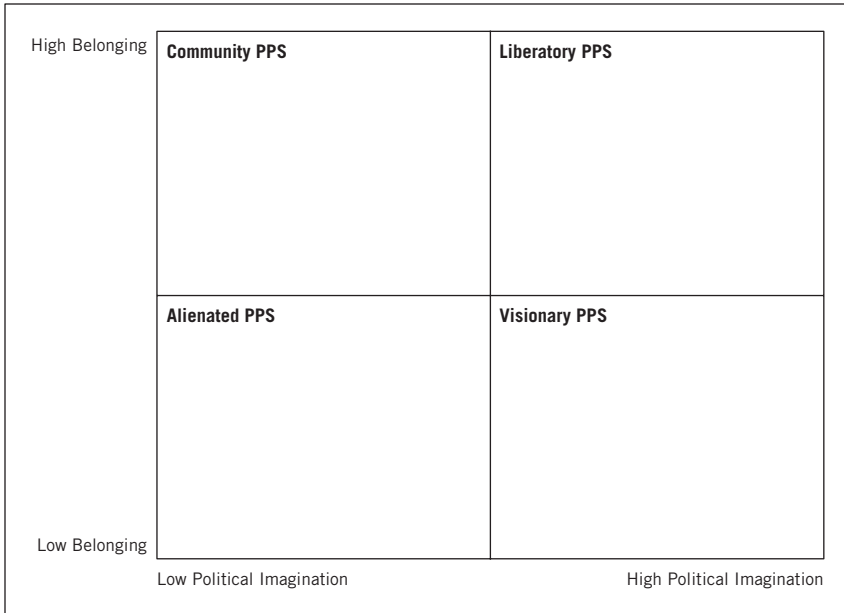 High Belonging
Community PPS
Liberatory PPS
Alienated PPS
Visionary PPS
Low Belonging
Low Political Imagination
High Political Imagination